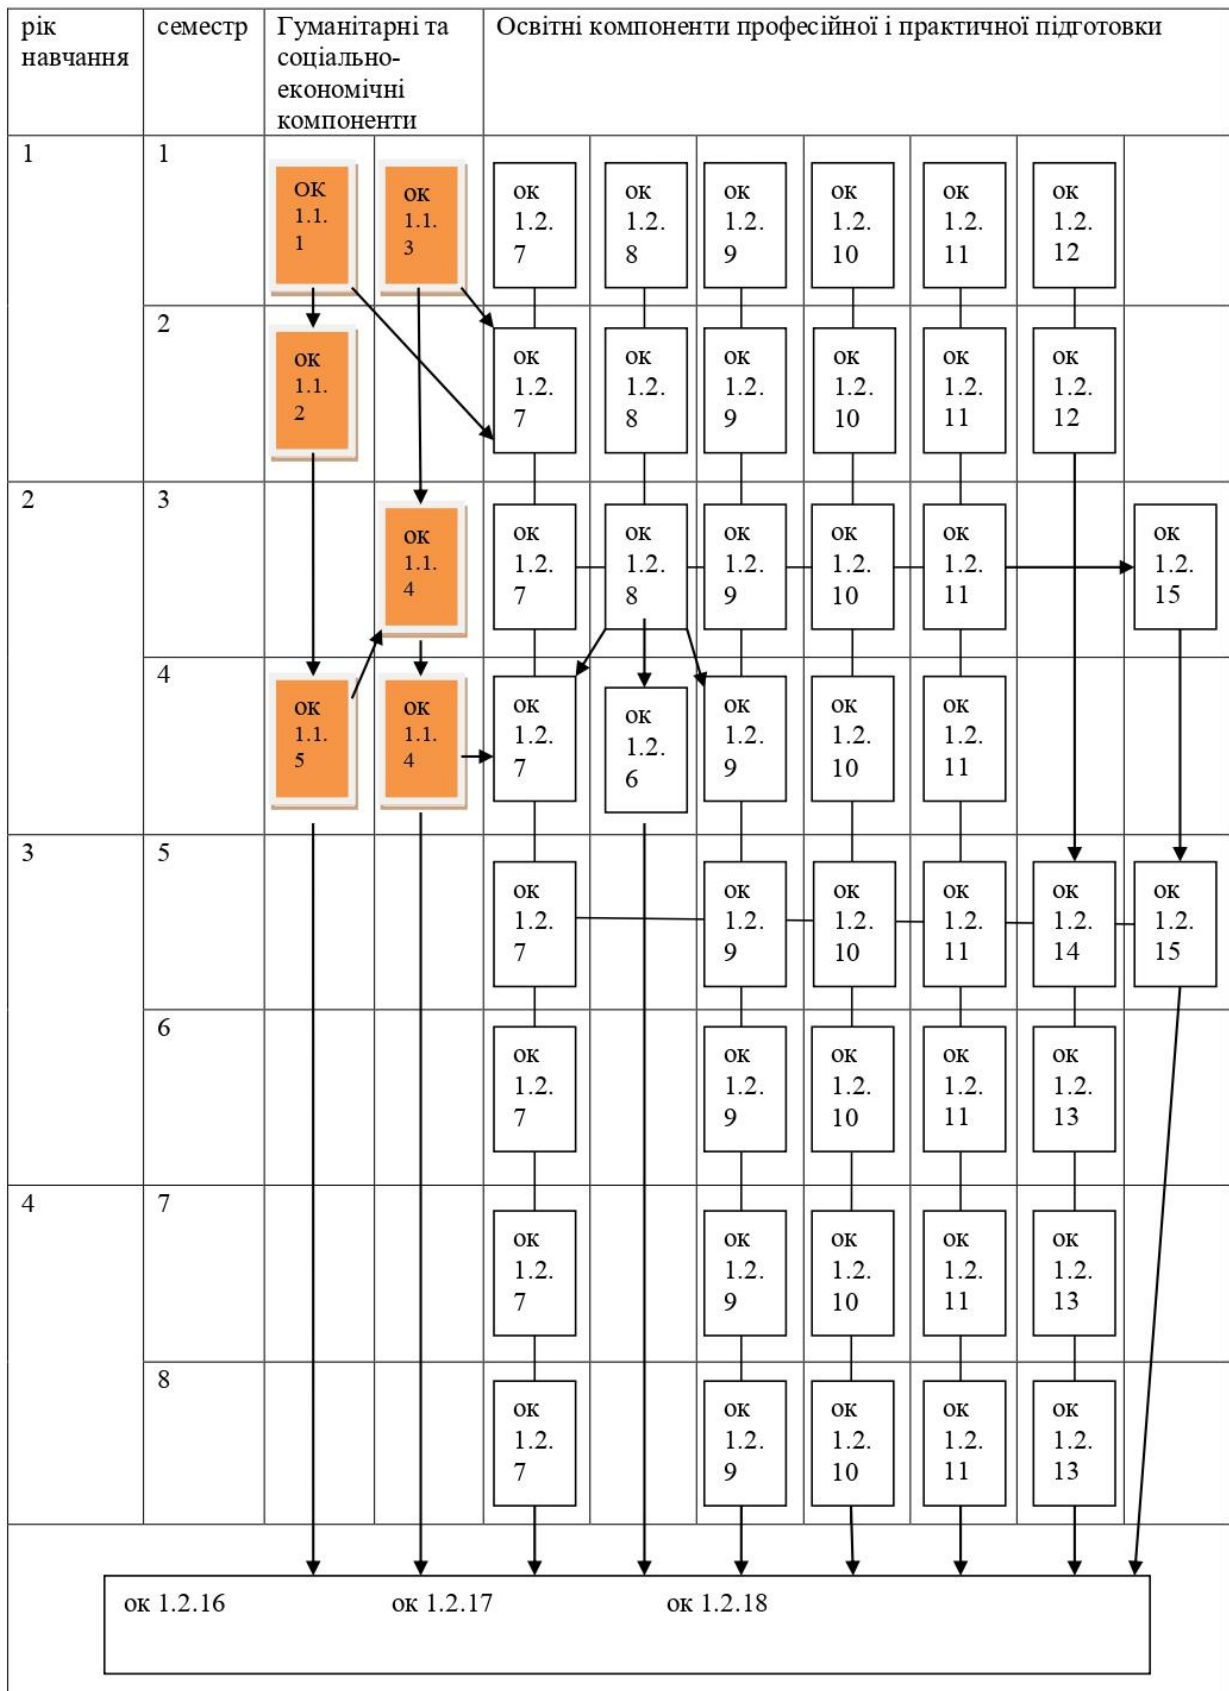 рік
навчання
семестр
Гуманітарні та
соціально-
економічні
компоненти
Освітні компоненти професійної і практичної підготовки
1
1
ОК
1.1.
1
ок
1.1.
3
ок
1.2.
7
ок
1.2.
8
ок
1.2.
9
ок
1.2.
10
ок
1.2.
11
ок
1.2.
12
2
ок
1.1.
2
ок
1.2.
7
ок
1.2.
8
ок
1.2.
9
ок
1.2.
10
ок
1.2.
11
ок
1.2.
12
2
3
ок
1.1.
4
ок
1.2.
7
ок
1.2.
8
ок
1.2.
9
ок
1.2.
10
ок
1.2.
11
ок
1.2.
15
4
ок
1.1.
5
ок
1.1.
4
ок
1.2.
7
ок
1.2.
6
ок
1.2.
9
ок
1.2.
10
ок
1.2.
11
3
5
ок
1.2.
7
ок
1.2.
9
ок
1.2.
10
ок
1.2.
11
ок
1.2.
14
ок
1.2.
15
6
ок
1.2.
7
ок
1.2.
9
ок
1.2.
10
ок
1.2.
11
ок
1.2.
13
4
7
ок
1.2.
7
ок
1.2.
9
ок
1.2.
10
ок
1.2.
11
ок
1.2.
13
8
ок
1.2.
7
ок
1.2.
9
ок
1.2.
10
ок
1.2.
11
ок
1.2.
13
ок 1.2.16 ок 1.2.17 ок 1.2.18